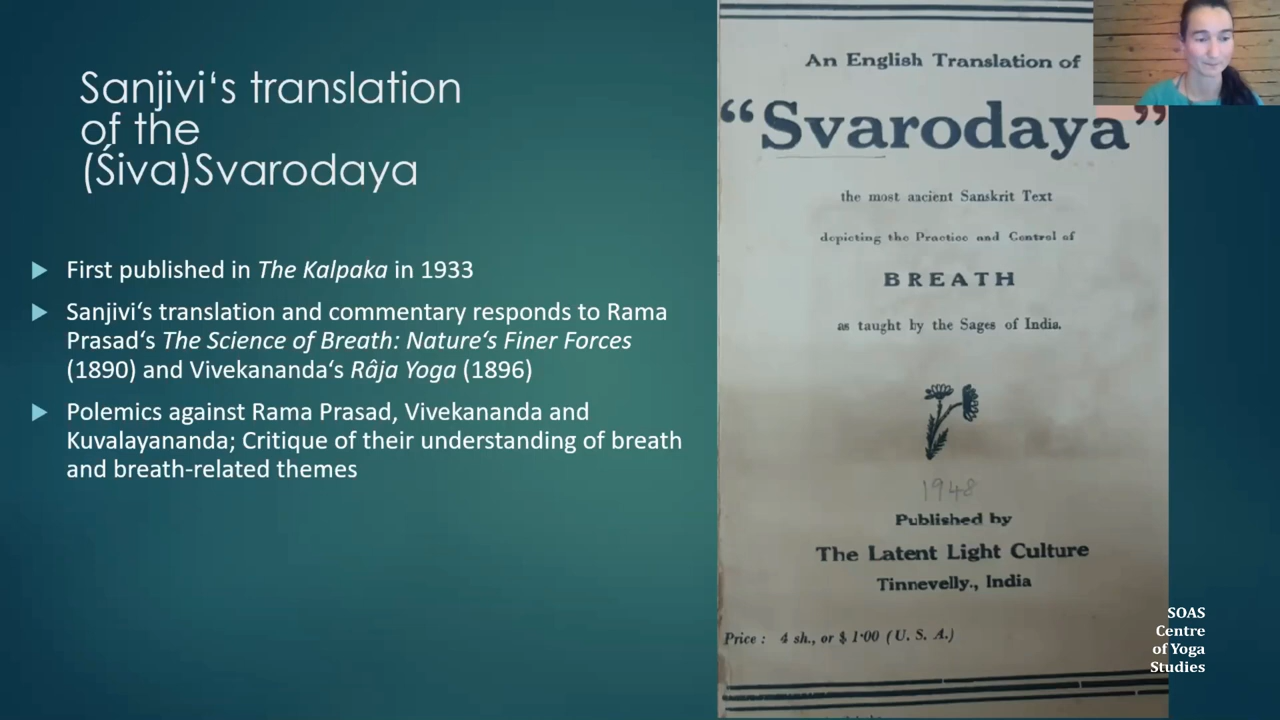 Sanjivi‘s translation
of the
(Śiva)Svarodaya
First published in The Kalpaka in 1933
Sanjivi‘s translation and commentary responds to Rama
Prasad‘s The Science of Breath: Nature‘s Finer Forces
(1890) and Vivekananda‘s Râja Yoga (1896)
Polemics against Rama Prasad, Vivekananda and
Kuvalayananda; Critique of their understanding of breath
and breath-related themes
An English Translation of
“Svarodaya”
the most ancient Sanskrit Text
depicting the Practice and Control of
BREATH
as taught by the Sages of India.
1948
Published by
The Latent Light Culture
Tinnevelly., India
Price : 4 sh., or $ 1·00 (U. S. A.)
SOAS
Centre
of Yoga
Studies